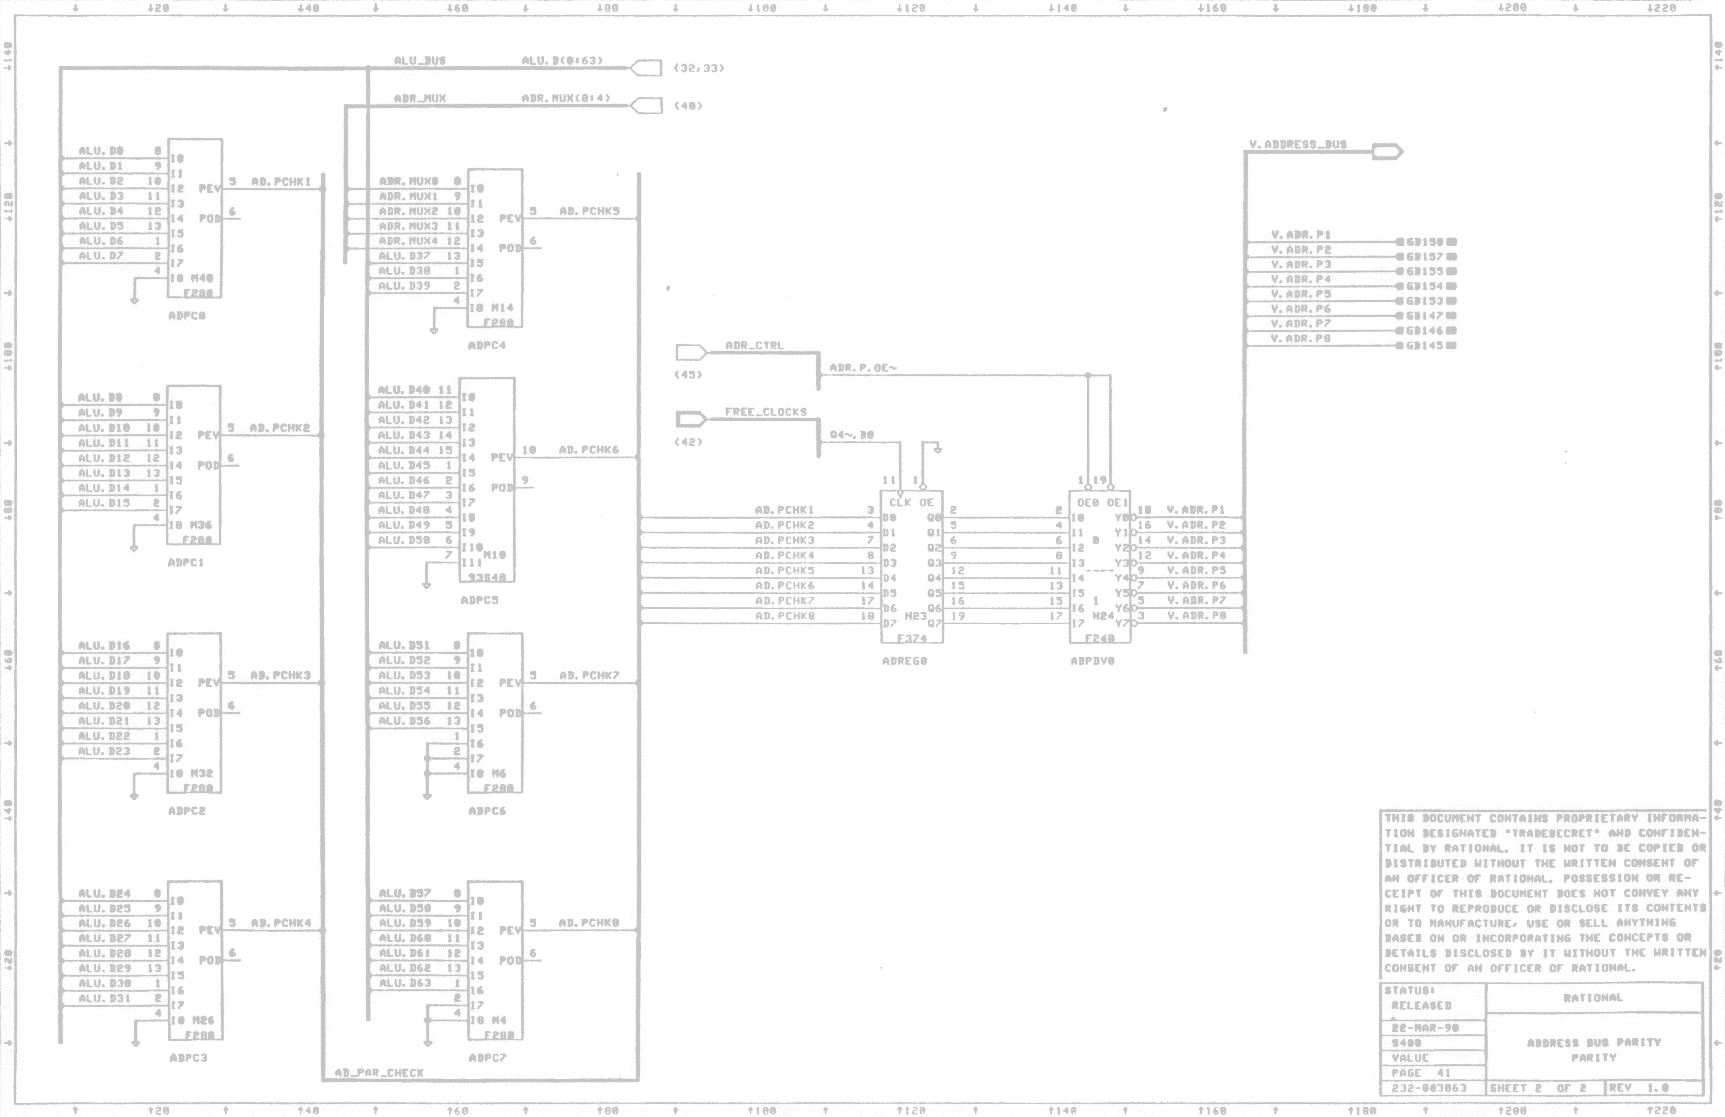 ALU_BUS ALU.D(0:63) (32,33)
ADR_MUX ADR.MUX(0:4) (40)
ALU.D0 8 I0
ALU.D1 9 I1
ALU.D2 10 I2 PEV 5 AD.PCHK1
ALU.D3 11 I3
ALU.D4 12 I4 POD 6
ALU.D5 13 I5
ALU.D6 1 I6
ALU.D7 2 I7
4 I8 M40
F280
ADPC0
ALU.D8 8 I0
ALU.D9 9 I1
ALU.D10 10 I2 PEV 5 AD.PCHK2
ALU.D11 11 I3
ALU.D12 12 I4 POD 6
ALU.D13 13 I5
ALU.D14 1 I6
ALU.D15 2 I7
4 I8 M36
F280
ADPC1
ALU.D16 8 I0
ALU.D17 9 I1
ALU.D18 10 I2 PEV 5 AD.PCHK3
ALU.D19 11 I3
ALU.D20 12 I4 POD 6
ALU.D21 13 I5
ALU.D22 1 I6
ALU.D23 2 I7
4 I8 M32
F280
ADPC2
ALU.D24 8 I0
ALU.D25 9 I1
ALU.D26 10 I2 PEV 5 AD.PCHK4
ALU.D27 11 I3
ALU.D28 12 I4 POD 6
ALU.D29 13 I5
ALU.D30 1 I6
ALU.D31 2 I7
4 I8 M26
F280
ADPC3
ADR.MUX0 8 I0
ADR.MUX1 9 I1
ADR.MUX2 10 I2 PEV 5 AD.PCHK5
ADR.MUX3 11 I3
ADR.MUX4 12 I4 POD 6
ALU.D37 13 I5
ALU.D38 1 I6
ALU.D39 2 I7
4 I8 M14
F280
ADPC4
ALU.D40 11 I0
ALU.D41 12 I1
ALU.D42 13 I2
ALU.D43 14 I3
ALU.D44 15 I4 PEV 10 AD.PCHK6
ALU.D45 1 I5
ALU.D46 2 I6 POD 9
ALU.D47 3 I7
ALU.D48 4 I8
ALU.D49 5 I9
ALU.D50 6 I10
7 I11 M10
93S48
ADPC5
ALU.D51 8 I0
ALU.D52 9 I1
ALU.D53 10 I2 PEV 5 AD.PCHK7
ALU.D54 11 I3
ALU.D55 12 I4 POD 6
ALU.D56 13 I5
1 I6
2 I7
4 I8 M6
F280
ADPC6
ALU.D57 8 I0
ALU.D58 9 I1
ALU.D59 10 I2 PEV 5 AD.PCHK8
ALU.D60 11 I3
ALU.D61 12 I4 POD 6
ALU.D62 13 I5
ALU.D63 1 I6
2 I7
4 I8 M4
F280
ADPC7
AD_PAR_CHECK
ADR_CTRL
(45)
ADR.P.OE~
FREE_CLOCKS
(42)
Q4~.D0
11 1
CLK OE
AD.PCHK1 3 D0 Q0 2
AD.PCHK2 4 D1 Q1 5
AD.PCHK3 7 D2 Q2 6
AD.PCHK4 8 D3 Q3 9
AD.PCHK5 13 D4 Q4 12
AD.PCHK6 14 D5 Q5 15
AD.PCHK7 17 D6 Q6 16
AD.PCHK8 18 D7 Q7 19
N23
F374
ADREG0
1 19
OE0 OE1
2 I0 Y0 18 V.ADR.P1
4 I1 Y1 16 V.ADR.P2
6 I2 Y2 14 V.ADR.P3
8 I3 Y3 12 V.ADR.P4
11 I4 Y4 9 V.ADR.P5
13 I5 Y5 7 V.ADR.P6
15 I6 Y6 5 V.ADR.P7
17 I7 Y7 3 V.ADR.P8
0
1
N24
F240
ADPDV0
V.ADDRESS_BUS
V.ADR.P1 GB158
V.ADR.P2 GB157
V.ADR.P3 GB155
V.ADR.P4 GB154
V.ADR.P5 GB153
V.ADR.P6 GB147
V.ADR.P7 GB146
V.ADR.P8 GB145
THIS DOCUMENT CONTAINS PROPRIETARY INFORMA-
TION DESIGNATED "TRADESECRET" AND CONFIDEN-
TIAL BY RATIONAL. IT IS NOT TO BE COPIED OR
DISTRIBUTED WITHOUT THE WRITTEN CONSENT OF
AN OFFICER OF RATIONAL. POSSESSION OR RE-
CEIPT OF THIS DOCUMENT DOES NOT CONVEY ANY
RIGHT TO REPRODUCE OR DISCLOSE ITS CONTENTS
OR TO MANUFACTURE, USE OR SELL ANYTHING
BASED ON OR INCORPORATING THE CONCEPTS OR
DETAILS DISCLOSED BY IT WITHOUT THE WRITTEN
CONSENT OF AN OFFICER OF RATIONAL.
STATUS:
RELEASED
22-MAR-90
S400
VALUE
PAGE 41
232-003063
RATIONAL
ADDRESS BUS PARITY
PARITY
SHEET 2 OF 2
REV 1.0